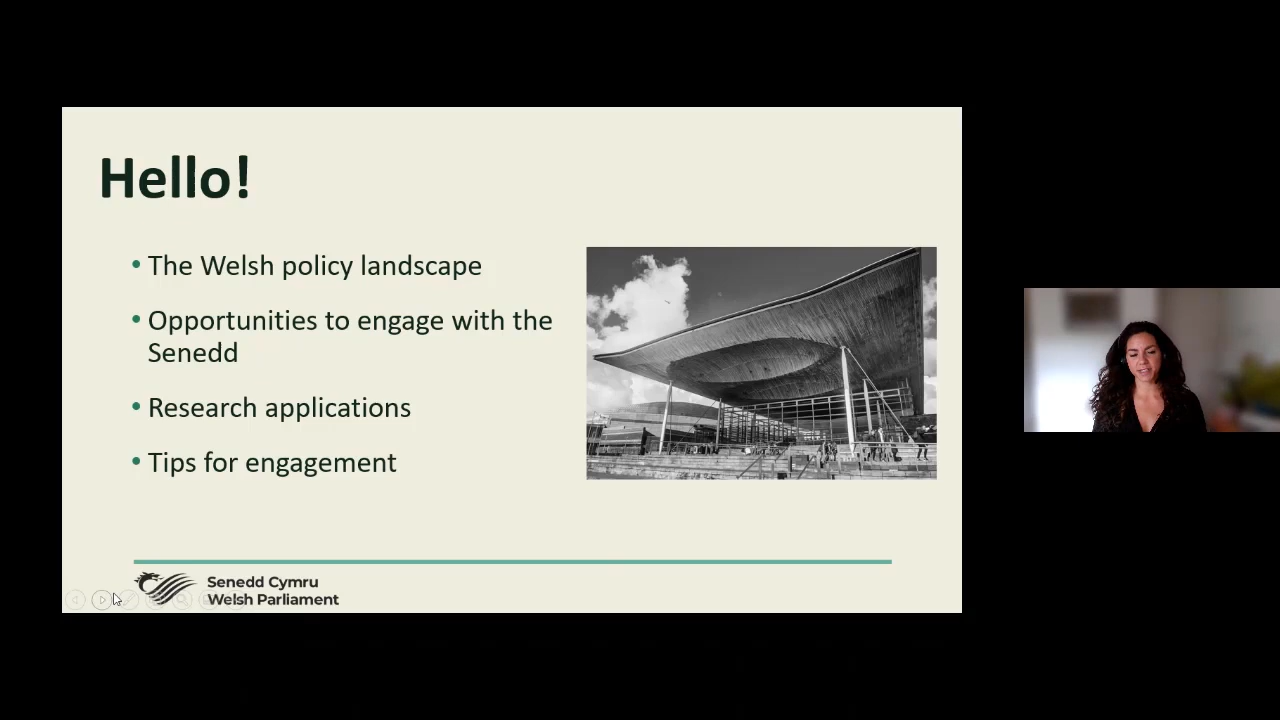 Hello!
• The Welsh policy landscape
• Opportunities to engage with the
Senedd
• Research applications
• Tips for engagement
Senedd Cymru
Welsh Parliament